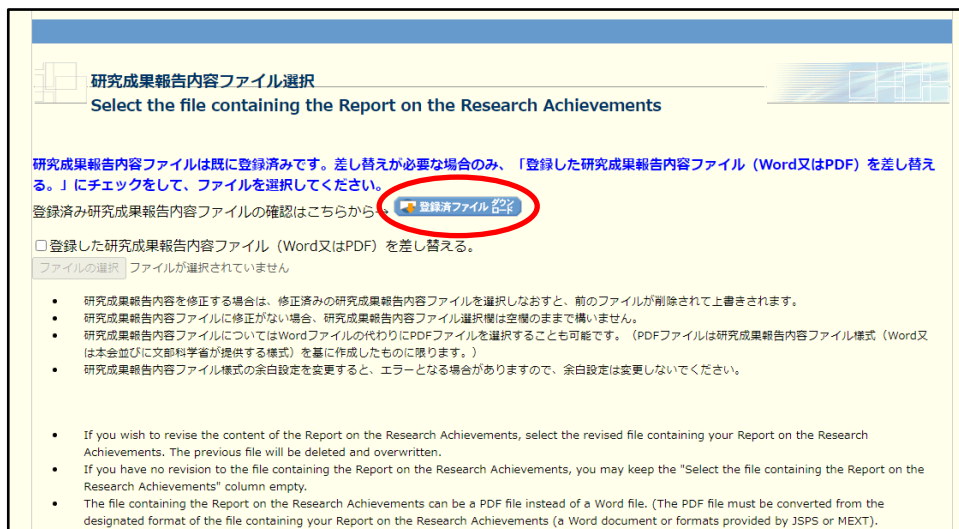 研究成果報告内容ファイル選択
Select the file containing the Report on the Research Achievements
研究成果報告内容ファイルは既に登録済みです。差し替えが必要な場合のみ、「登録した研究成果報告内容ファイル（Word又はPDF）を差し替え
る。」にチェックをして、ファイルを選択してください。
登録済み研究成果報告内容ファイルの確認はこちらから→ 登録済ファイル ダウンロード
登録した研究成果報告内容ファイル（Word又はPDF）を差し替える。
ファイルの選択 ファイルが選択されていません
• 研究成果報告内容を修正する場合は、修正済みの研究成果報告内容ファイルを選択しなおすと、前のファイルが削除されて上書きされます。
• 研究成果報告内容ファイルに修正がない場合、研究成果報告内容ファイル選択欄は空欄のままで構いません。
• 研究成果報告内容ファイルについてはWordファイルの代わりにPDFファイルを選択することも可能です。（PDFファイルは研究成果報告内容ファイル様式（Word又
は本会並びに文部科学省が提供する様式）を基に作成したものに限ります。）
• 研究成果報告内容ファイル様式の余白設定を変更すると、エラーとなる場合がありますので、余白設定は変更しないでください。
• If you wish to revise the content of the Report on the Research Achievements, select the revised file containing your Report on the Research
Achievements. The previous file will be deleted and overwritten.
• If you have no revision to the file containing the Report on the Research Achievements, you may keep the "Select the file containing the Report on the
Research Achievements" column empty.
• The file containing the Report on the Research Achievements can be a PDF file instead of a Word file. (The PDF file must be converted from the
designated format of the file containing your Report on the Research Achievements (a Word document or formats provided by JSPS or MEXT).